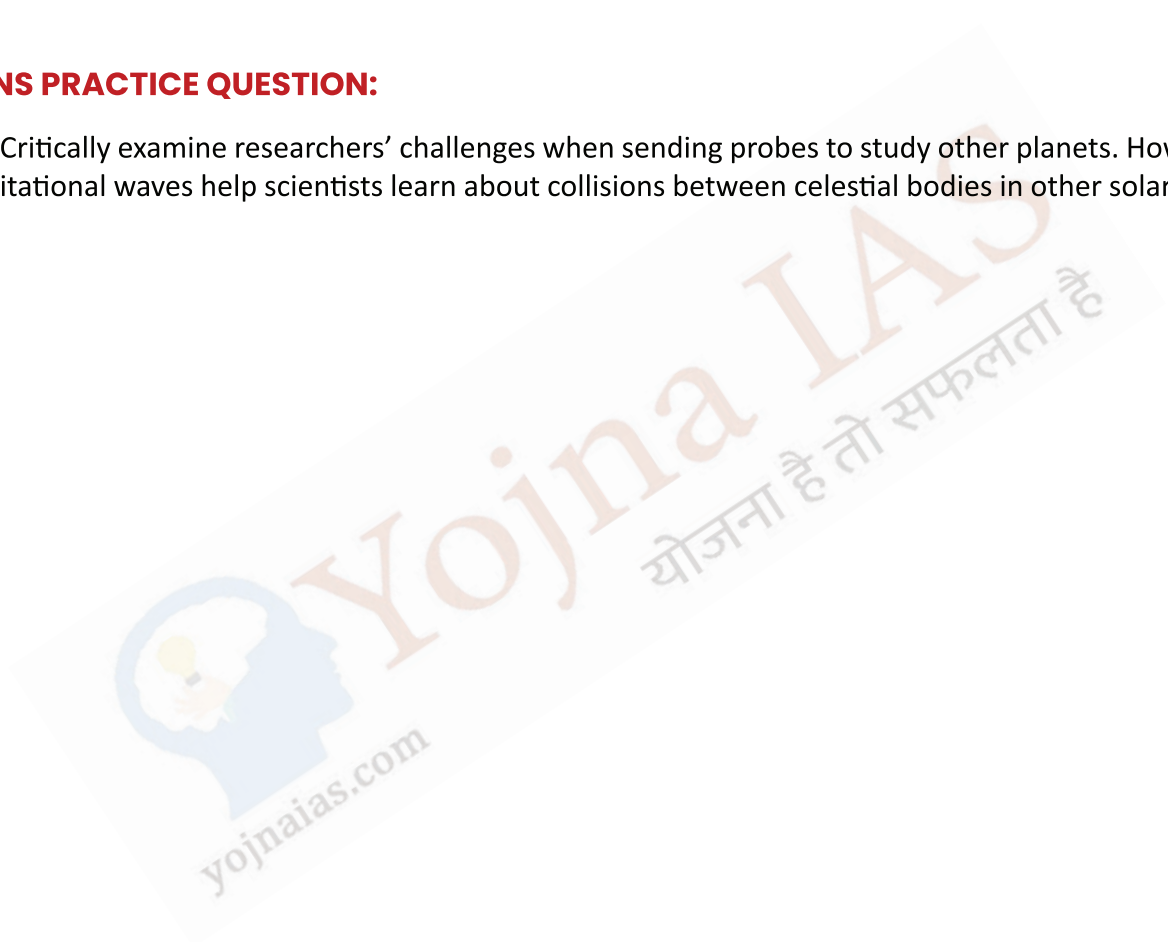 NS PRACTICE QUESTION:
Critically examine researchers’ challenges when sending probes to study other planets. How
itational waves help scientists learn about collisions between celestial bodies in other solar
Yojna IAS
योजना है तो सफलता है
yojnaias.com